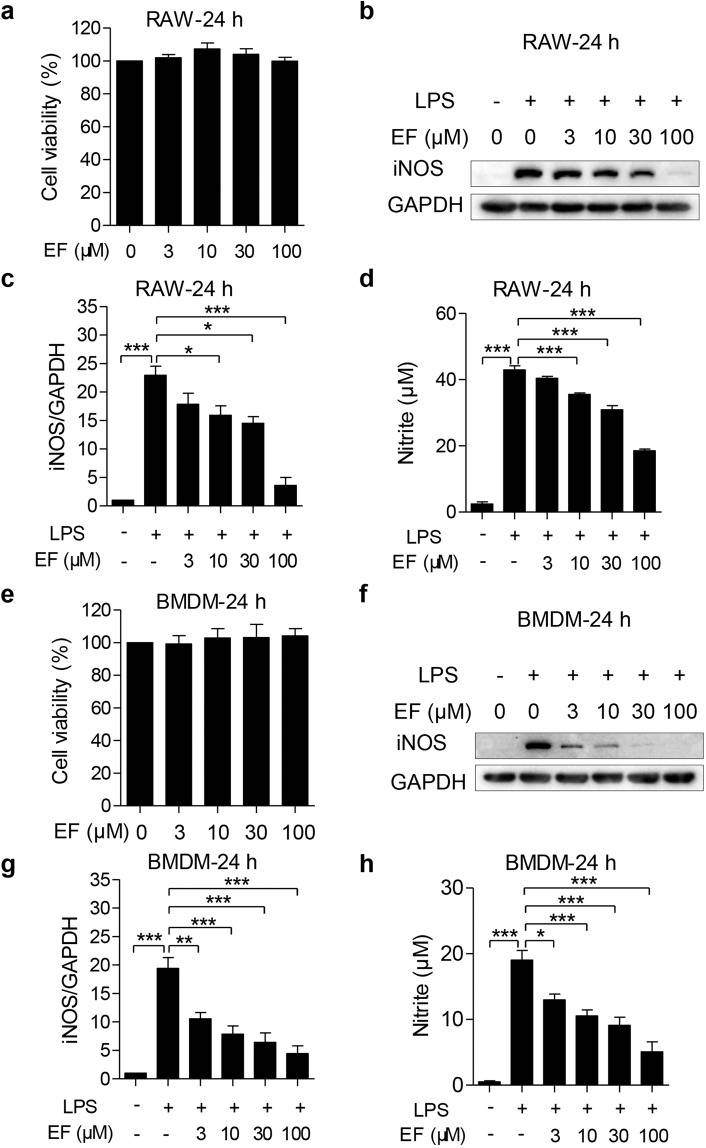 a
RAW-24 h
Cell viability (%)
120
100
80
60
40
20
0
EF (µM) 0 3 10 30 100
b
RAW-24 h
LPS - + + + + +
EF (µM) 0 0 3 10 30 100
iNOS
GAPDH
c
RAW-24 h
iNOS/GAPDH
35
30
25
20
15
10
5
0
***
*
*** *
LPS - + + + + +
EF (µM) - - 3 10 30 100
d
RAW-24 h
Nitrite (µM)
60
40
20
0
***
***
*** ***
LPS - + + + + +
EF (µM) - - 3 10 30 100
e
BMDM-24 h
Cell viability (%)
120
100
80
60
40
20
0
EF (µM) 0 3 10 30 100
f
BMDM-24 h
LPS - + + + + +
EF (µM) 0 0 3 10 30 100
iNOS
GAPDH
g
BMDM-24 h
iNOS/GAPDH
35
30
25
20
15
10
5
0
***
***
***
*** **
LPS - + + + + +
EF (µM) - - 3 10 30 100
h
BMDM-24 h
Nitrite (µM)
30
20
10
0
***
***
***
*** *
LPS - + + + + +
EF (µM) - - 3 10 30 100